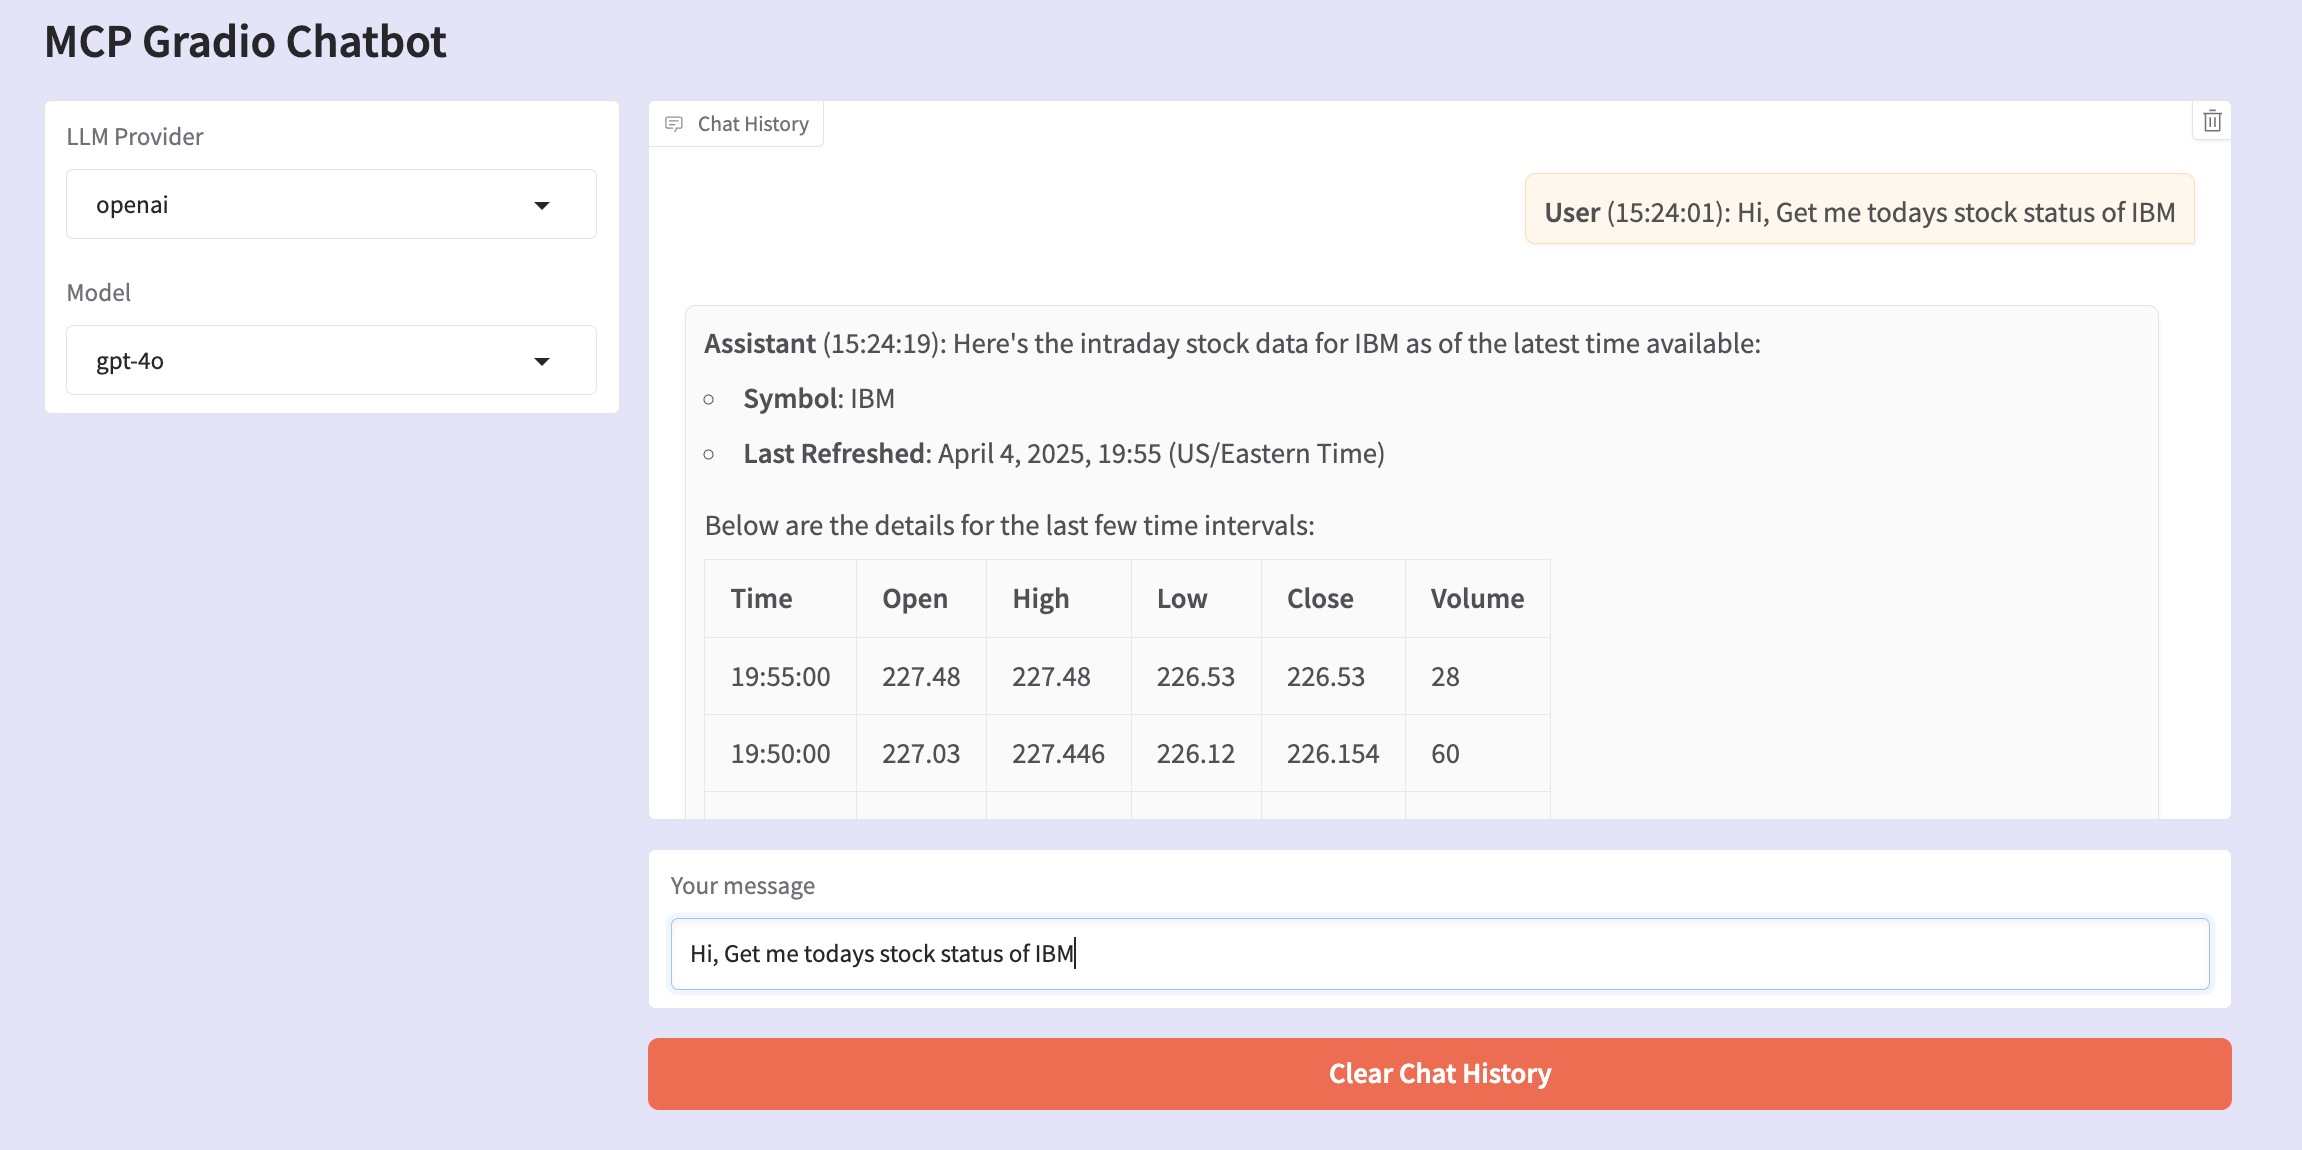 MCP Gradio Chatbot
LLM Provider
openai
Model
gpt-4o
Chat History
User (15:24:01): Hi, Get me todays stock status of IBM
Assistant (15:24:19): Here's the intraday stock data for IBM as of the latest time available:
Symbol: IBM
Last Refreshed: April 4, 2025, 19:55 (US/Eastern Time)
Below are the details for the last few time intervals:
Time Open High Low Close Volume
19:55:00 227.48 227.48 226.53 226.53 28
19:50:00 227.03 227.446 226.12 226.154 60
Your message
Hi, Get me todays stock status of IBM
Clear Chat History